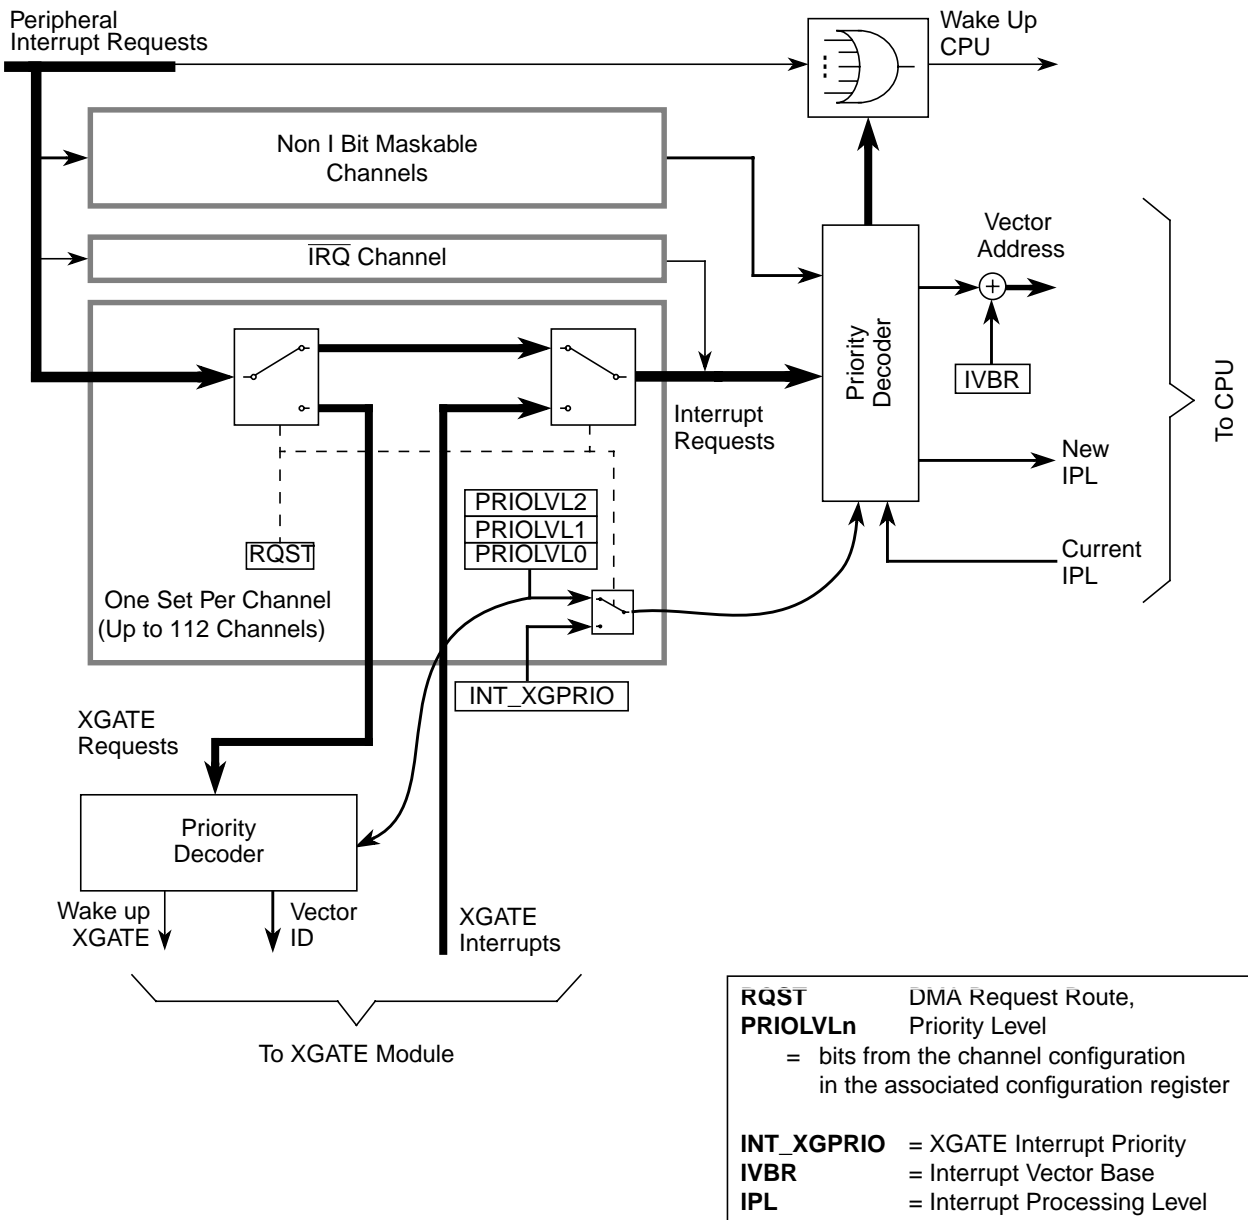 Peripheral
Interrupt Requests
Wake Up
CPU
Non I Bit Maskable
Channels
IRQ Channel
Vector
Address
Priority
Decoder
IVBR
To CPU
Interrupt
Requests
New
IPL
PRIOLVL2
PRIOLVL1
PRIOLVL0
RQST
Current
IPL
One Set Per Channel
(Up to 112 Channels)
INT_XGPRIO
XGATE
Requests
Priority
Decoder
Wake up
XGATE
Vector
ID
XGATE
Interrupts
To XGATE Module
RQST DMA Request Route,
PRIOLVLn Priority Level
= bits from the channel configuration
in the associated configuration register
INT_XGPRIO = XGATE Interrupt Priority
IVBR = Interrupt Vector Base
IPL = Interrupt Processing Level